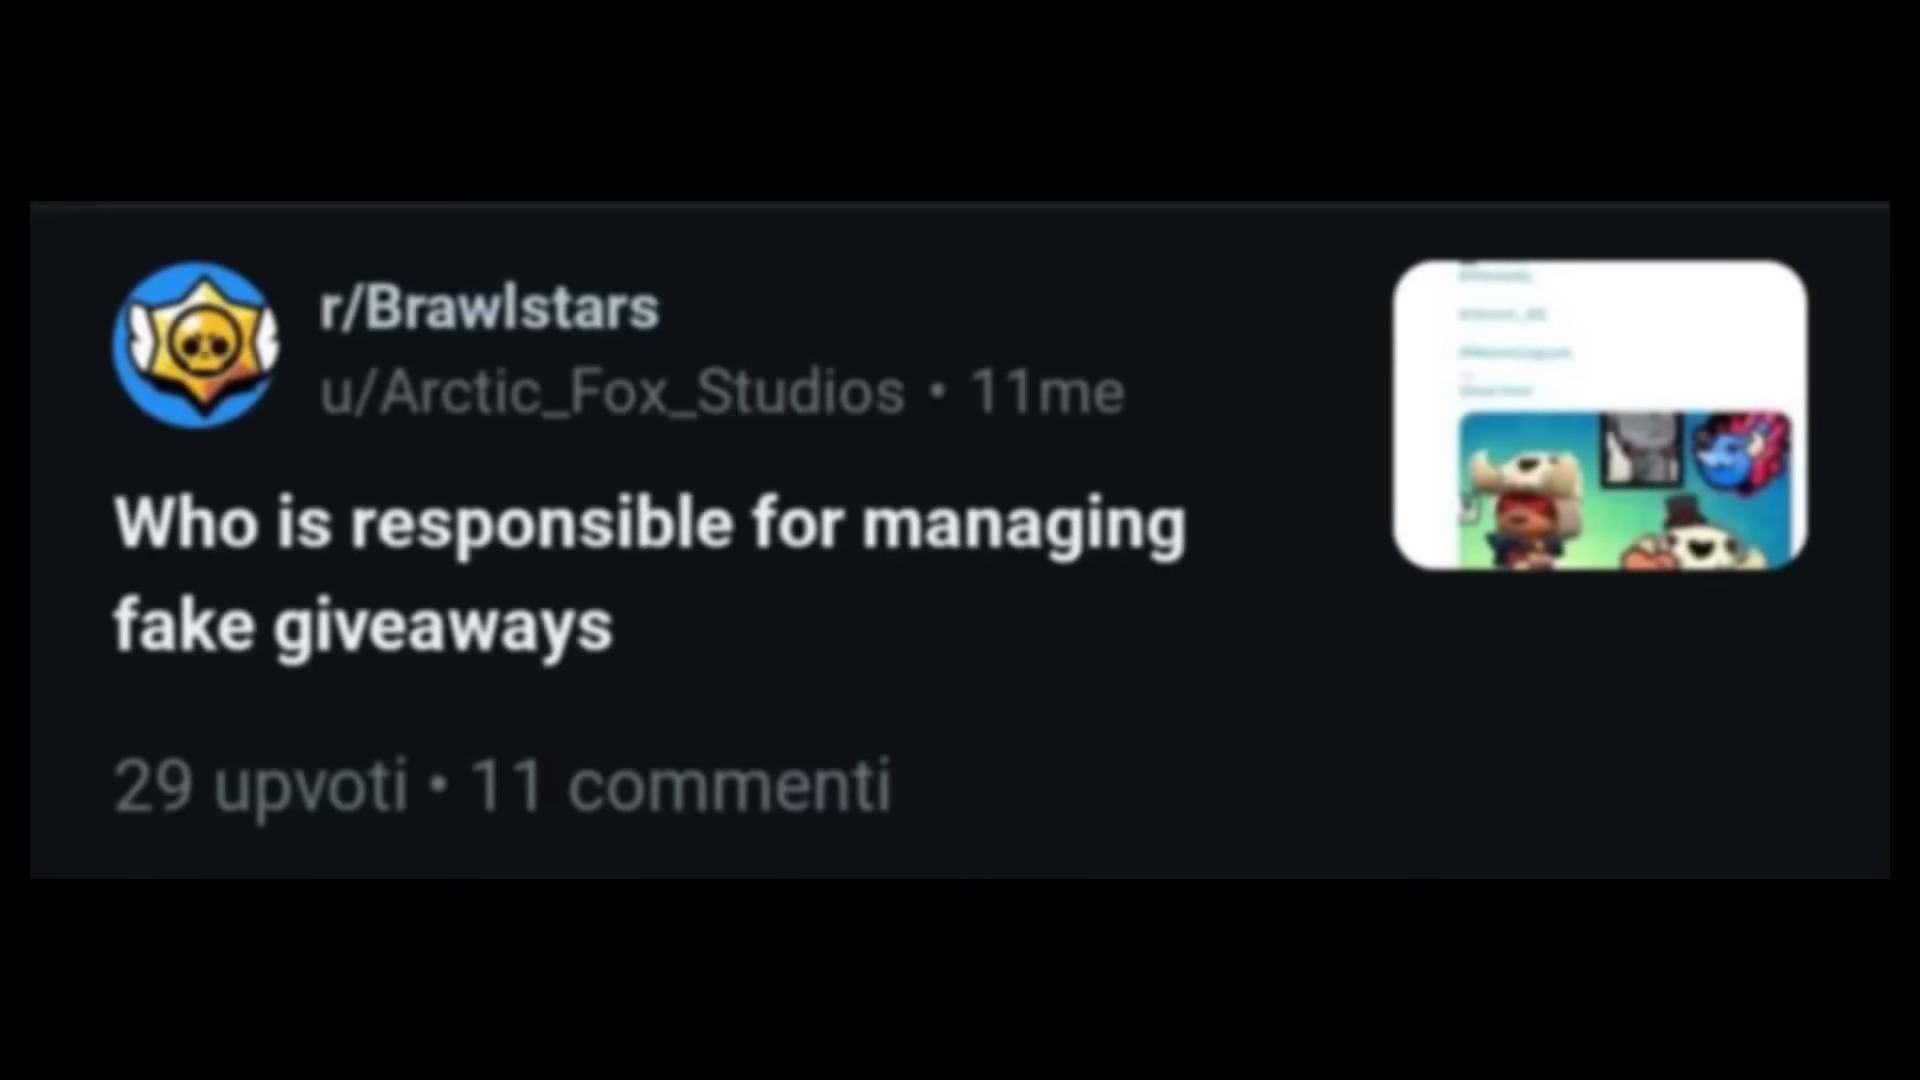 r/Brawlstars
u/Arctic_Fox_Studios • 11me
Who is responsible for managing
fake giveaways
29 upvoti • 11 commenti